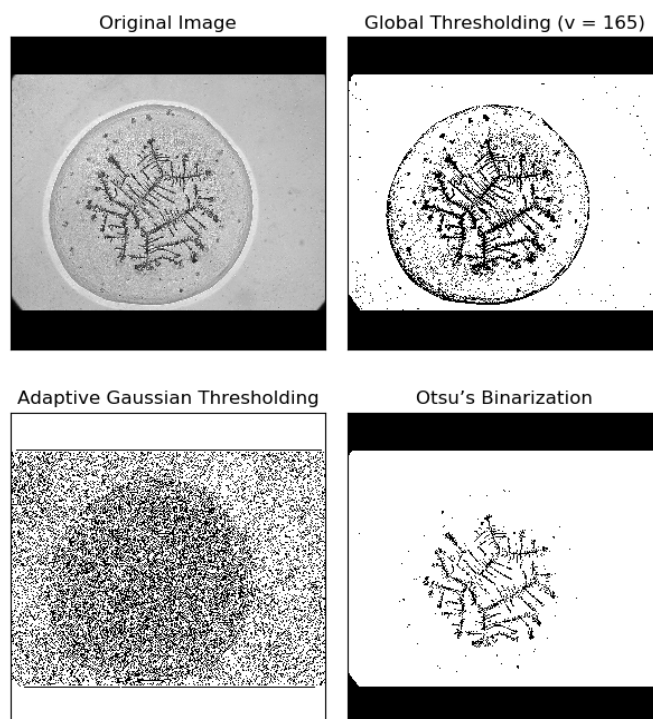 Original Image
Global Thresholding (v = 165)
Adaptive Gaussian Thresholding
Otsu’s Binarization